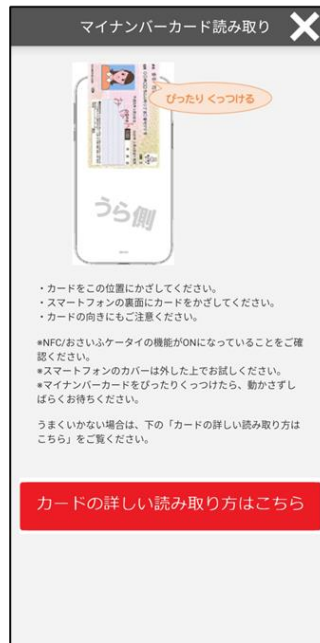 マイナンバーカード読み取り
ぴったりくっつける
うら側
・カードをこの位置にかざしてください。
・スマートフォンの裏面にカードをかざしてください。
・カードの向きにもご注意ください。
※NFC/おさいふケータイの機能がONになっていることをご確
認ください。
※スマートフォンのカバーは外した上でお試しください。
※マイナンバーカードをぴったりくっつけたら、動かさずし
ばらくお待ちください。
うまくいかない場合は、下の「カードの詳しい読み取り方は
こちら」をご覧ください。
カードの詳しい読み取り方はこちら